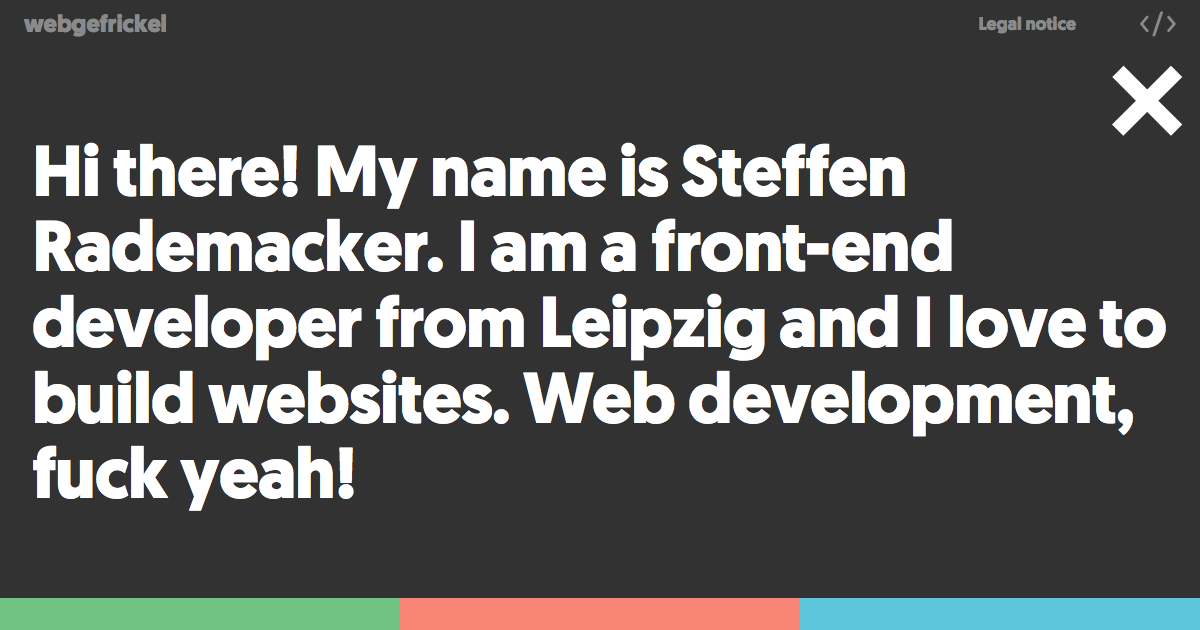 webgefrickel
Legal notice
</>
Hi there! My name is Steffen
Rademacker. I am a front-end
developer from Leipzig and I love to
build websites. Web development,
fuck yeah!